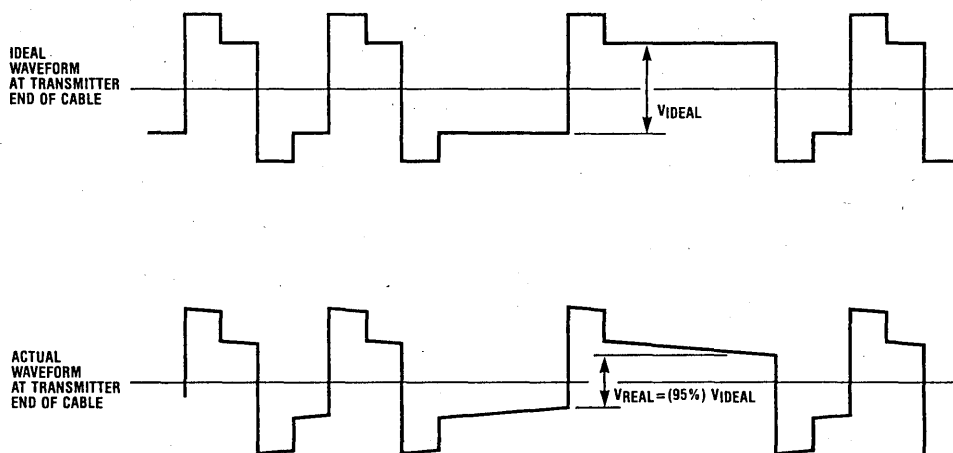 IDEAL
WAVEFORM
AT TRANSMITTER
END OF CABLE
VIDEAL
ACTUAL
WAVEFORM
AT TRANSMITTER
END OF CABLE
VREAL=(95%) VIDEAL